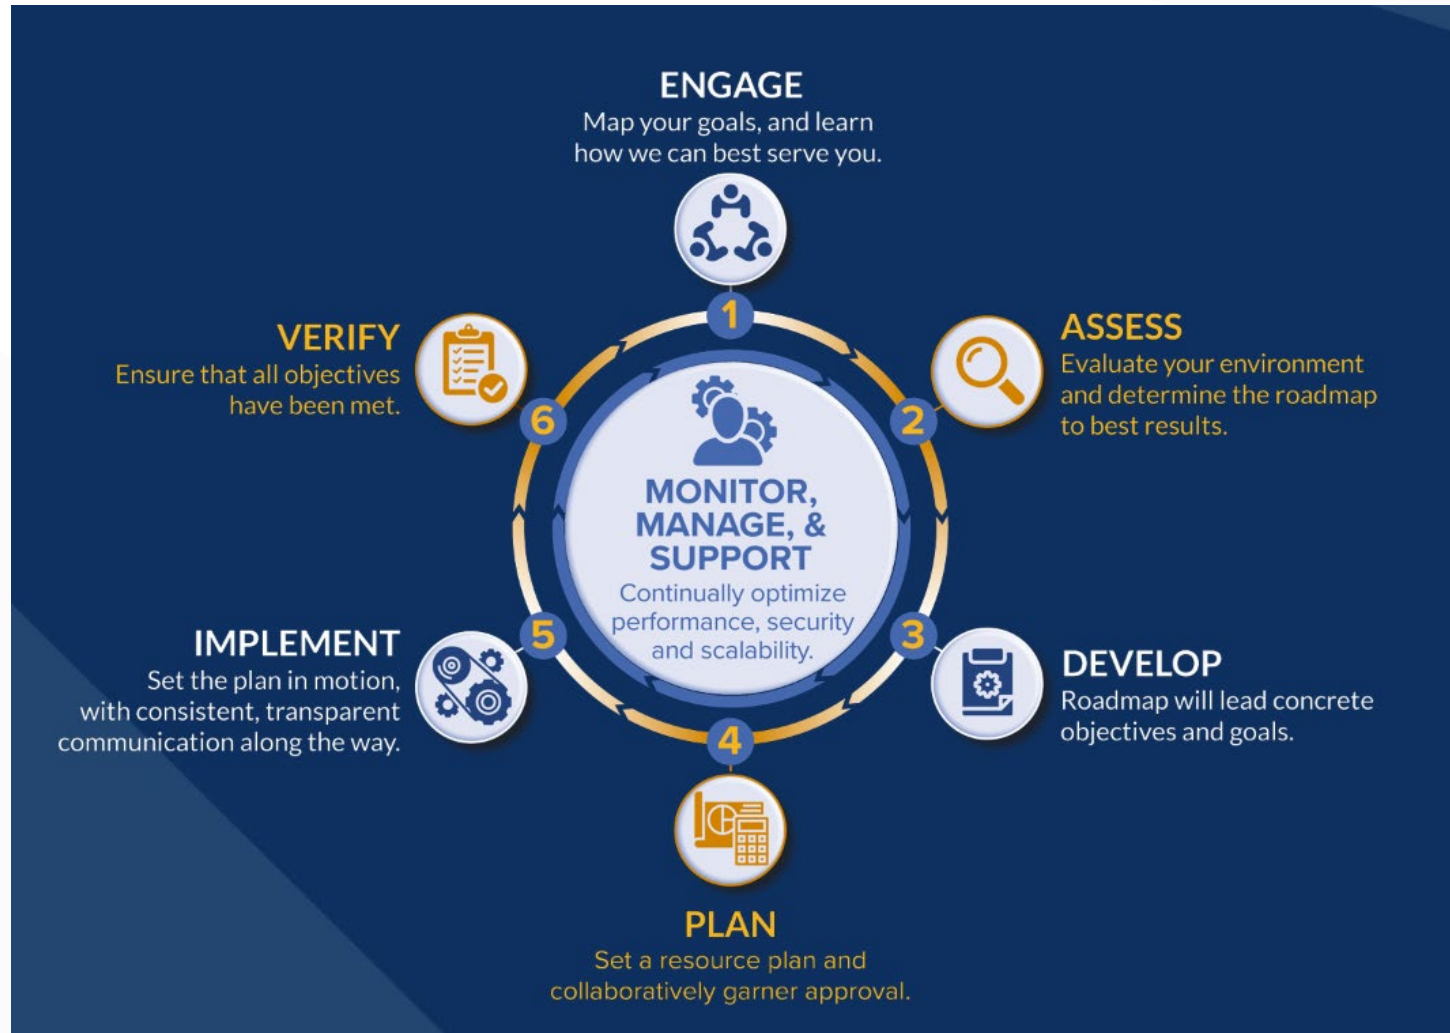 ENGAGE
Map your goals, and learn
how we can best serve you.
1
ASSESS
Evaluate your environment
and determine the roadmap
to best results.
2
DEVELOP
Roadmap will lead concrete
objectives and goals.
3
PLAN
Set a resource plan and
collaboratively garner approval.
4
IMPLEMENT
Set the plan in motion,
with consistent, transparent
communication along the way.
5
VERIFY
Ensure that all objectives
have been met.
6
MONITOR,
MANAGE, &
SUPPORT
Continually optimize
performance, security
and scalability.